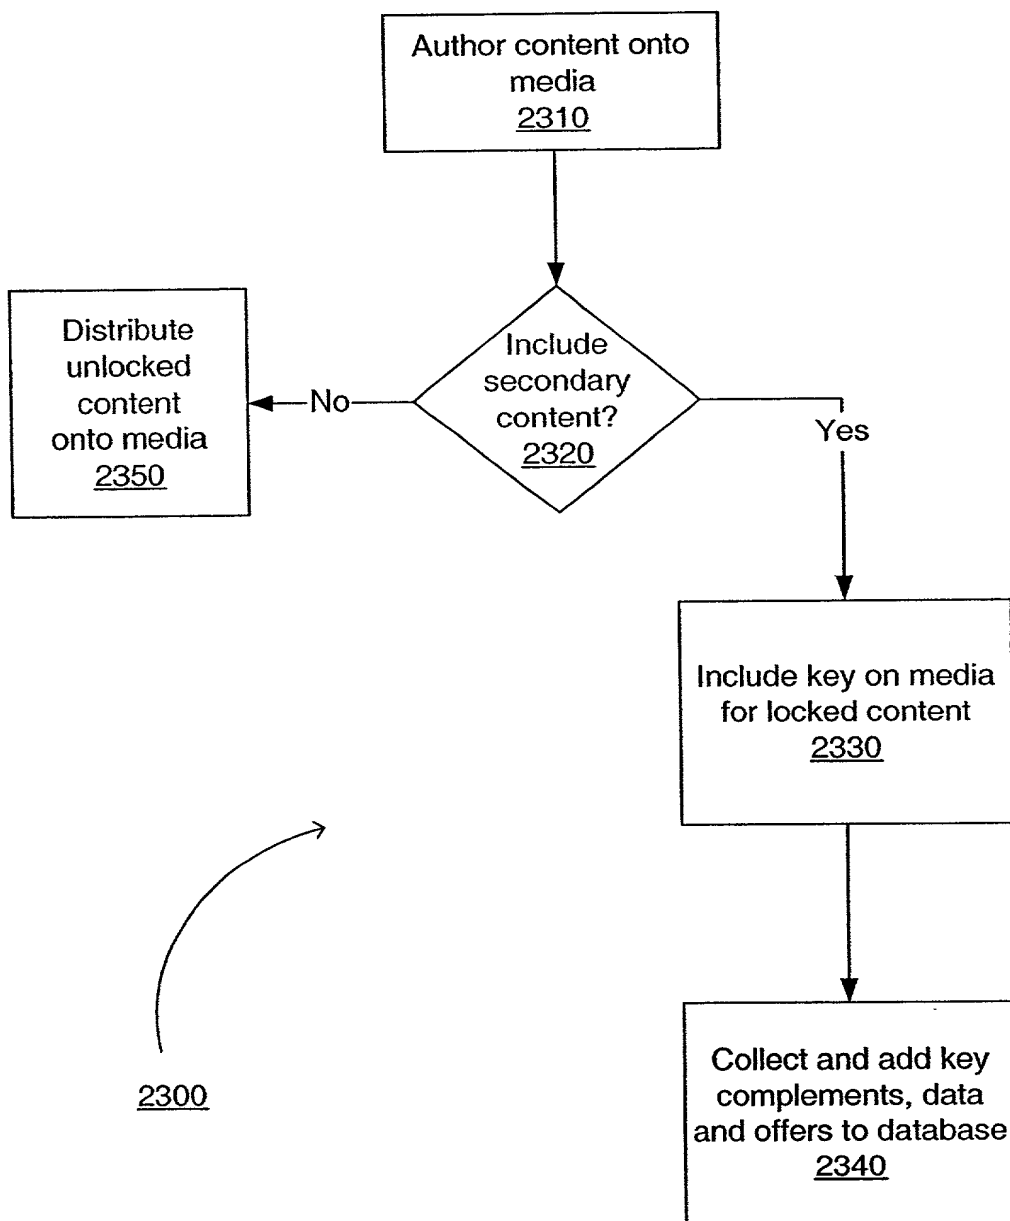 Author content onto
media
2310
Include
secondary
content?
2320
No
Distribute
unlocked
content
onto media
2350
Yes
Include key on media
for locked content
2330
Collect and add key
complements, data
and offers to database
2340
2300